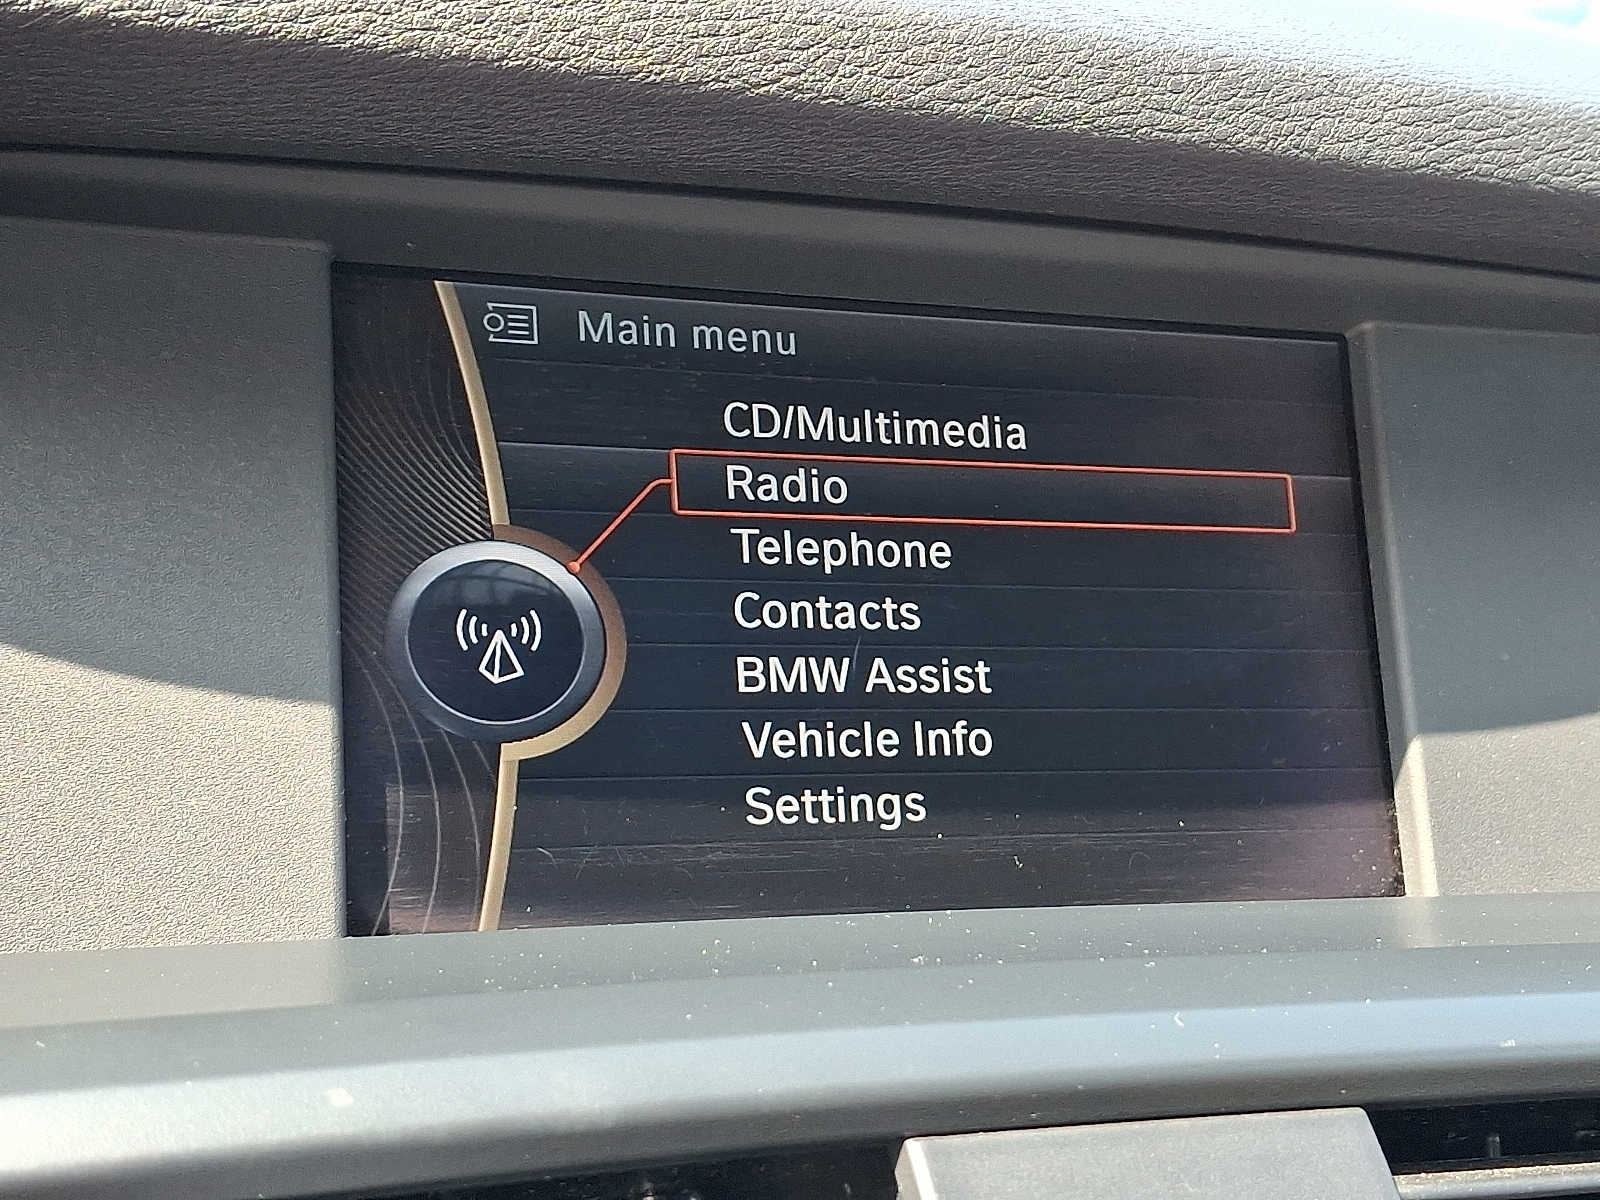 Main menu
CD/Multimedia
Radio
Telephone
Contacts
BMW Assist
Vehicle Info
Settings